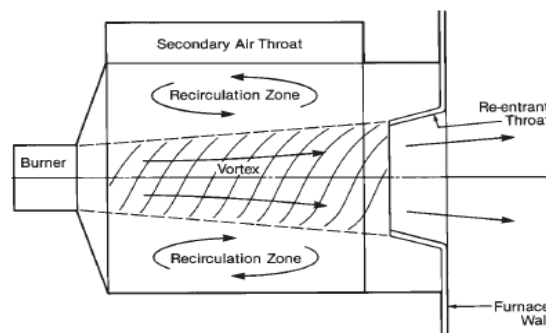 Secondary Air Throat
Recirculation Zone
Re-entrant
Throat
Burner
Vortex
Recirculation Zone
Furnace
Wall